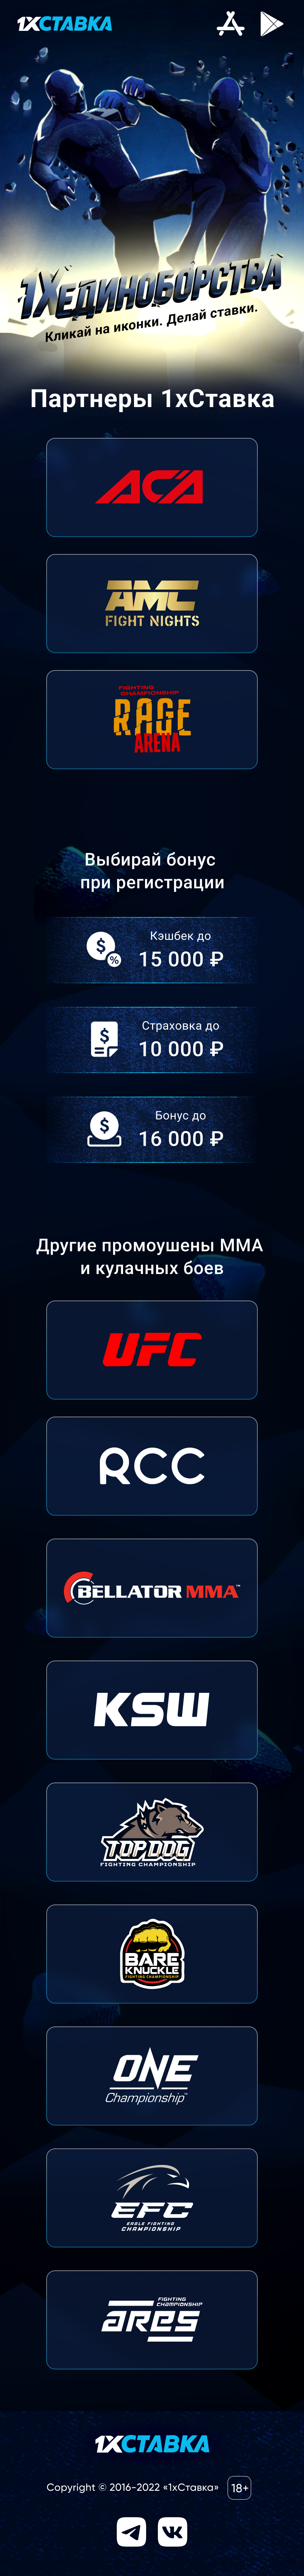 1XСТАВКА
1XЕДИНОБОРСТВА
Кликай на иконки. Делай ставки.
Партнеры 1хСтавка
ACA
AMC
FIGHT NIGHTS
FIGHTING
CHAMPIONSHIP
RAGE
ARENA
Выбирай бонус
при регистрации
Кэшбек до
15 000 ₽
Страховка до
10 000 ₽
Бонус до
16 000 ₽
Другие промоушены ММА
и кулачных боев
UFC
RCC
BELLATOR MMA™
KSW
TOP DOG
FIGHTING CHAMPIONSHIP
BARE
KNUCKLE
FIGHTING CHAMPIONSHIP
ONE
Championship™
EFC
EAGLE FIGHTING
CHAMPIONSHIP
FIGHTING
CHAMPIONSHIP
ARES
1XСТАВКА
Copyright © 2016-2022 «1хСтавка» 18+